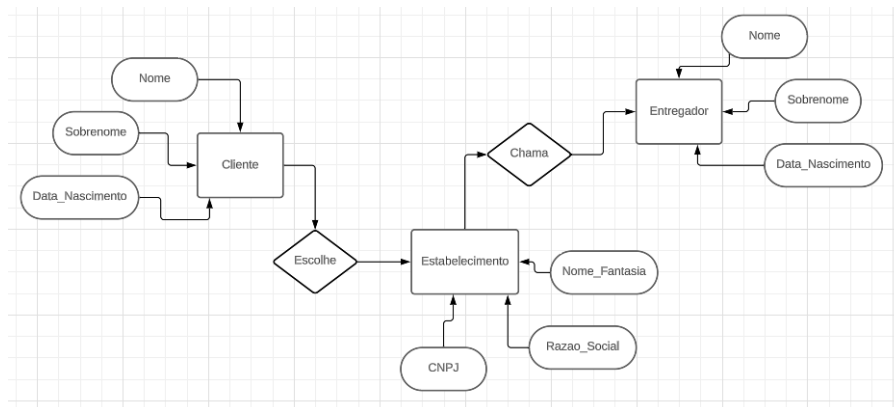 Nome
Nome
Entregador
Sobrenome
Sobrenome
Cliente
Chama
Data_Nascimento
Data_Nascimento
Escolhe
Estabelecimento
Nome_Fantasia
Razao_Social
CNPJ